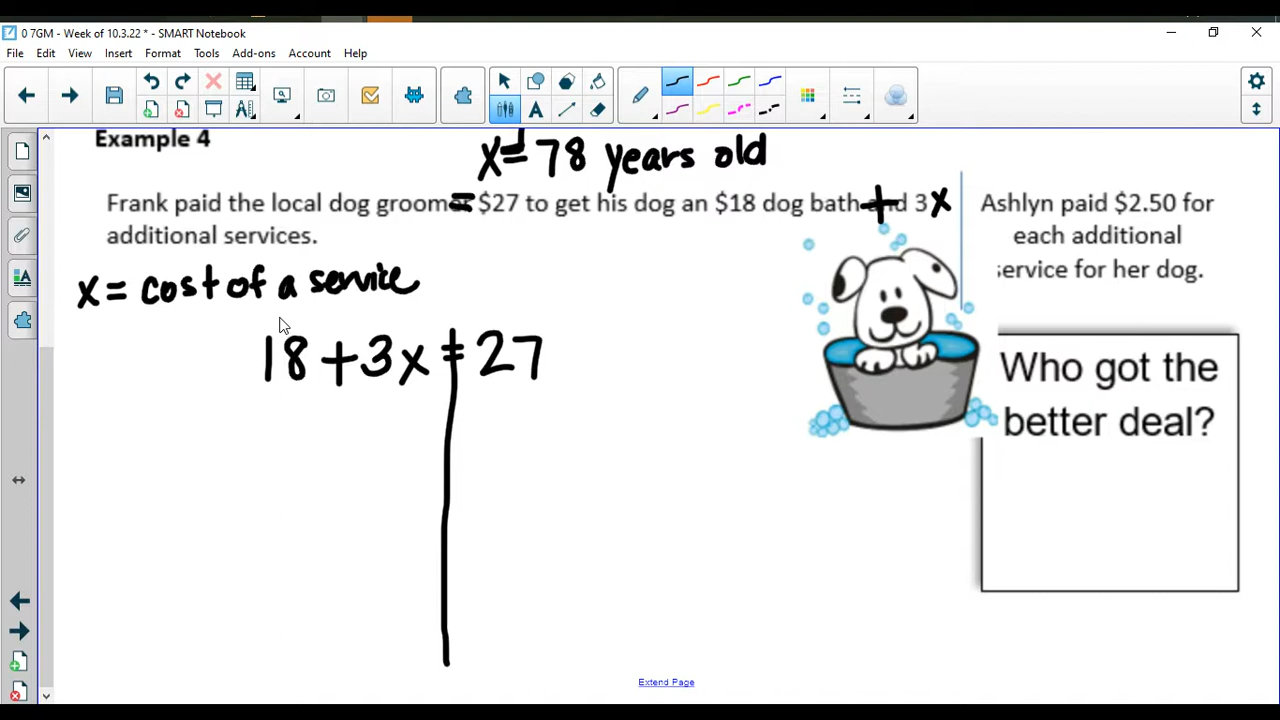 0 7GM - Week of 10.3.22 * - SMART Notebook
File Edit View Insert Format Tools Add-ons Account Help
Example 4
x = 78 years old
Frank paid the local dog groomer = $27 to get his dog an $18 dog bath and + 3 x
additional services.
Ashlyn paid $2.50 for
each additional
service for her dog.
x = cost of a service
18 + 3x = 27
Who got the
better deal?
Extend Page